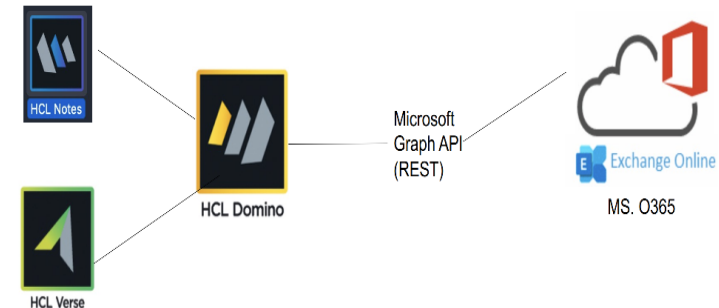 HCL Notes
HCL Domino
HCL Verse
Microsoft
Graph API
(REST)
E
Exchange Online
MS. O365